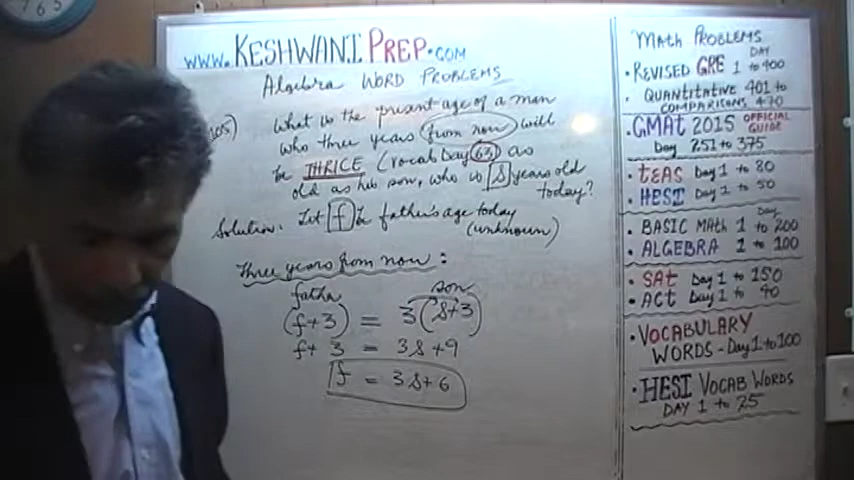 7 6 5
www.KESHWANI PREP.com
Algebra WORD PROBLEMS
105) What is the present age of a man
who three years from now will
be THRICE (Vocab Day 63) as
old as his son, who is s years old
today?
Solution: Let f be father's age today
(unknown)
Three years from now:
father son
(f+3) = 3(s+3)
f+ 3 = 3s+9
f = 3s+6
MATH PROBLEMS
DAY
• REVISED GRE 1 to 400
• QUANTITATIVE 401 to
COMPARISONS 470
• GMAT 2015 OFFICIAL
GUIDE
Day 251 to 375
• TEAS Day 1 to 80
• HESI Day 1 to 50
Day
• BASIC MATH 1 to 200
• ALGEBRA 1 to 100
• SAT Day 1 to 150
• ACT Day 1 to 40
• VOCABULARY
WORDS - Day 1 to 100
• HESI VOCAB WORDS
DAY 1 to 25